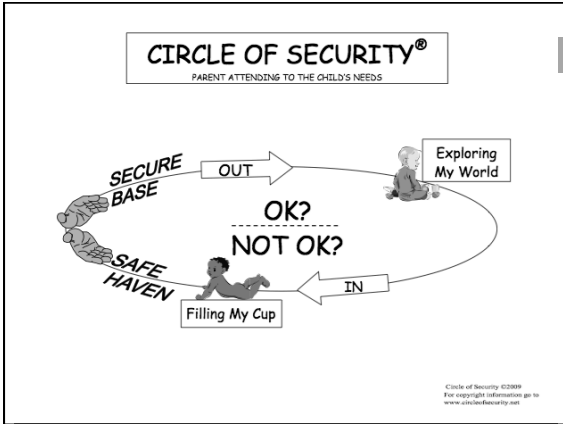 CIRCLE OF SECURITY®
PARENT ATTENDING TO THE CHILD'S NEEDS
SECURE
BASE
OUT
Exploring
My World
OK?
NOT OK?
SAFE
HAVEN
IN
Filling My Cup
Circle of Security ©2009
For copyright information go to
www.circleofsecurity.net